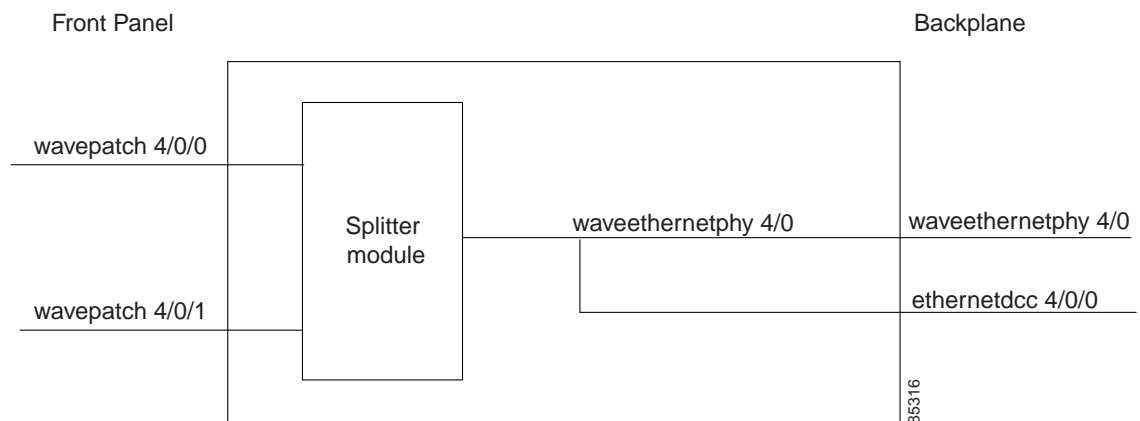 Front Panel
Backplane
wavepatch 4/0/0
Splitter
module
waveethernetphy 4/0
waveethernetphy 4/0
wavepatch 4/0/1
ethernetdcc 4/0/0